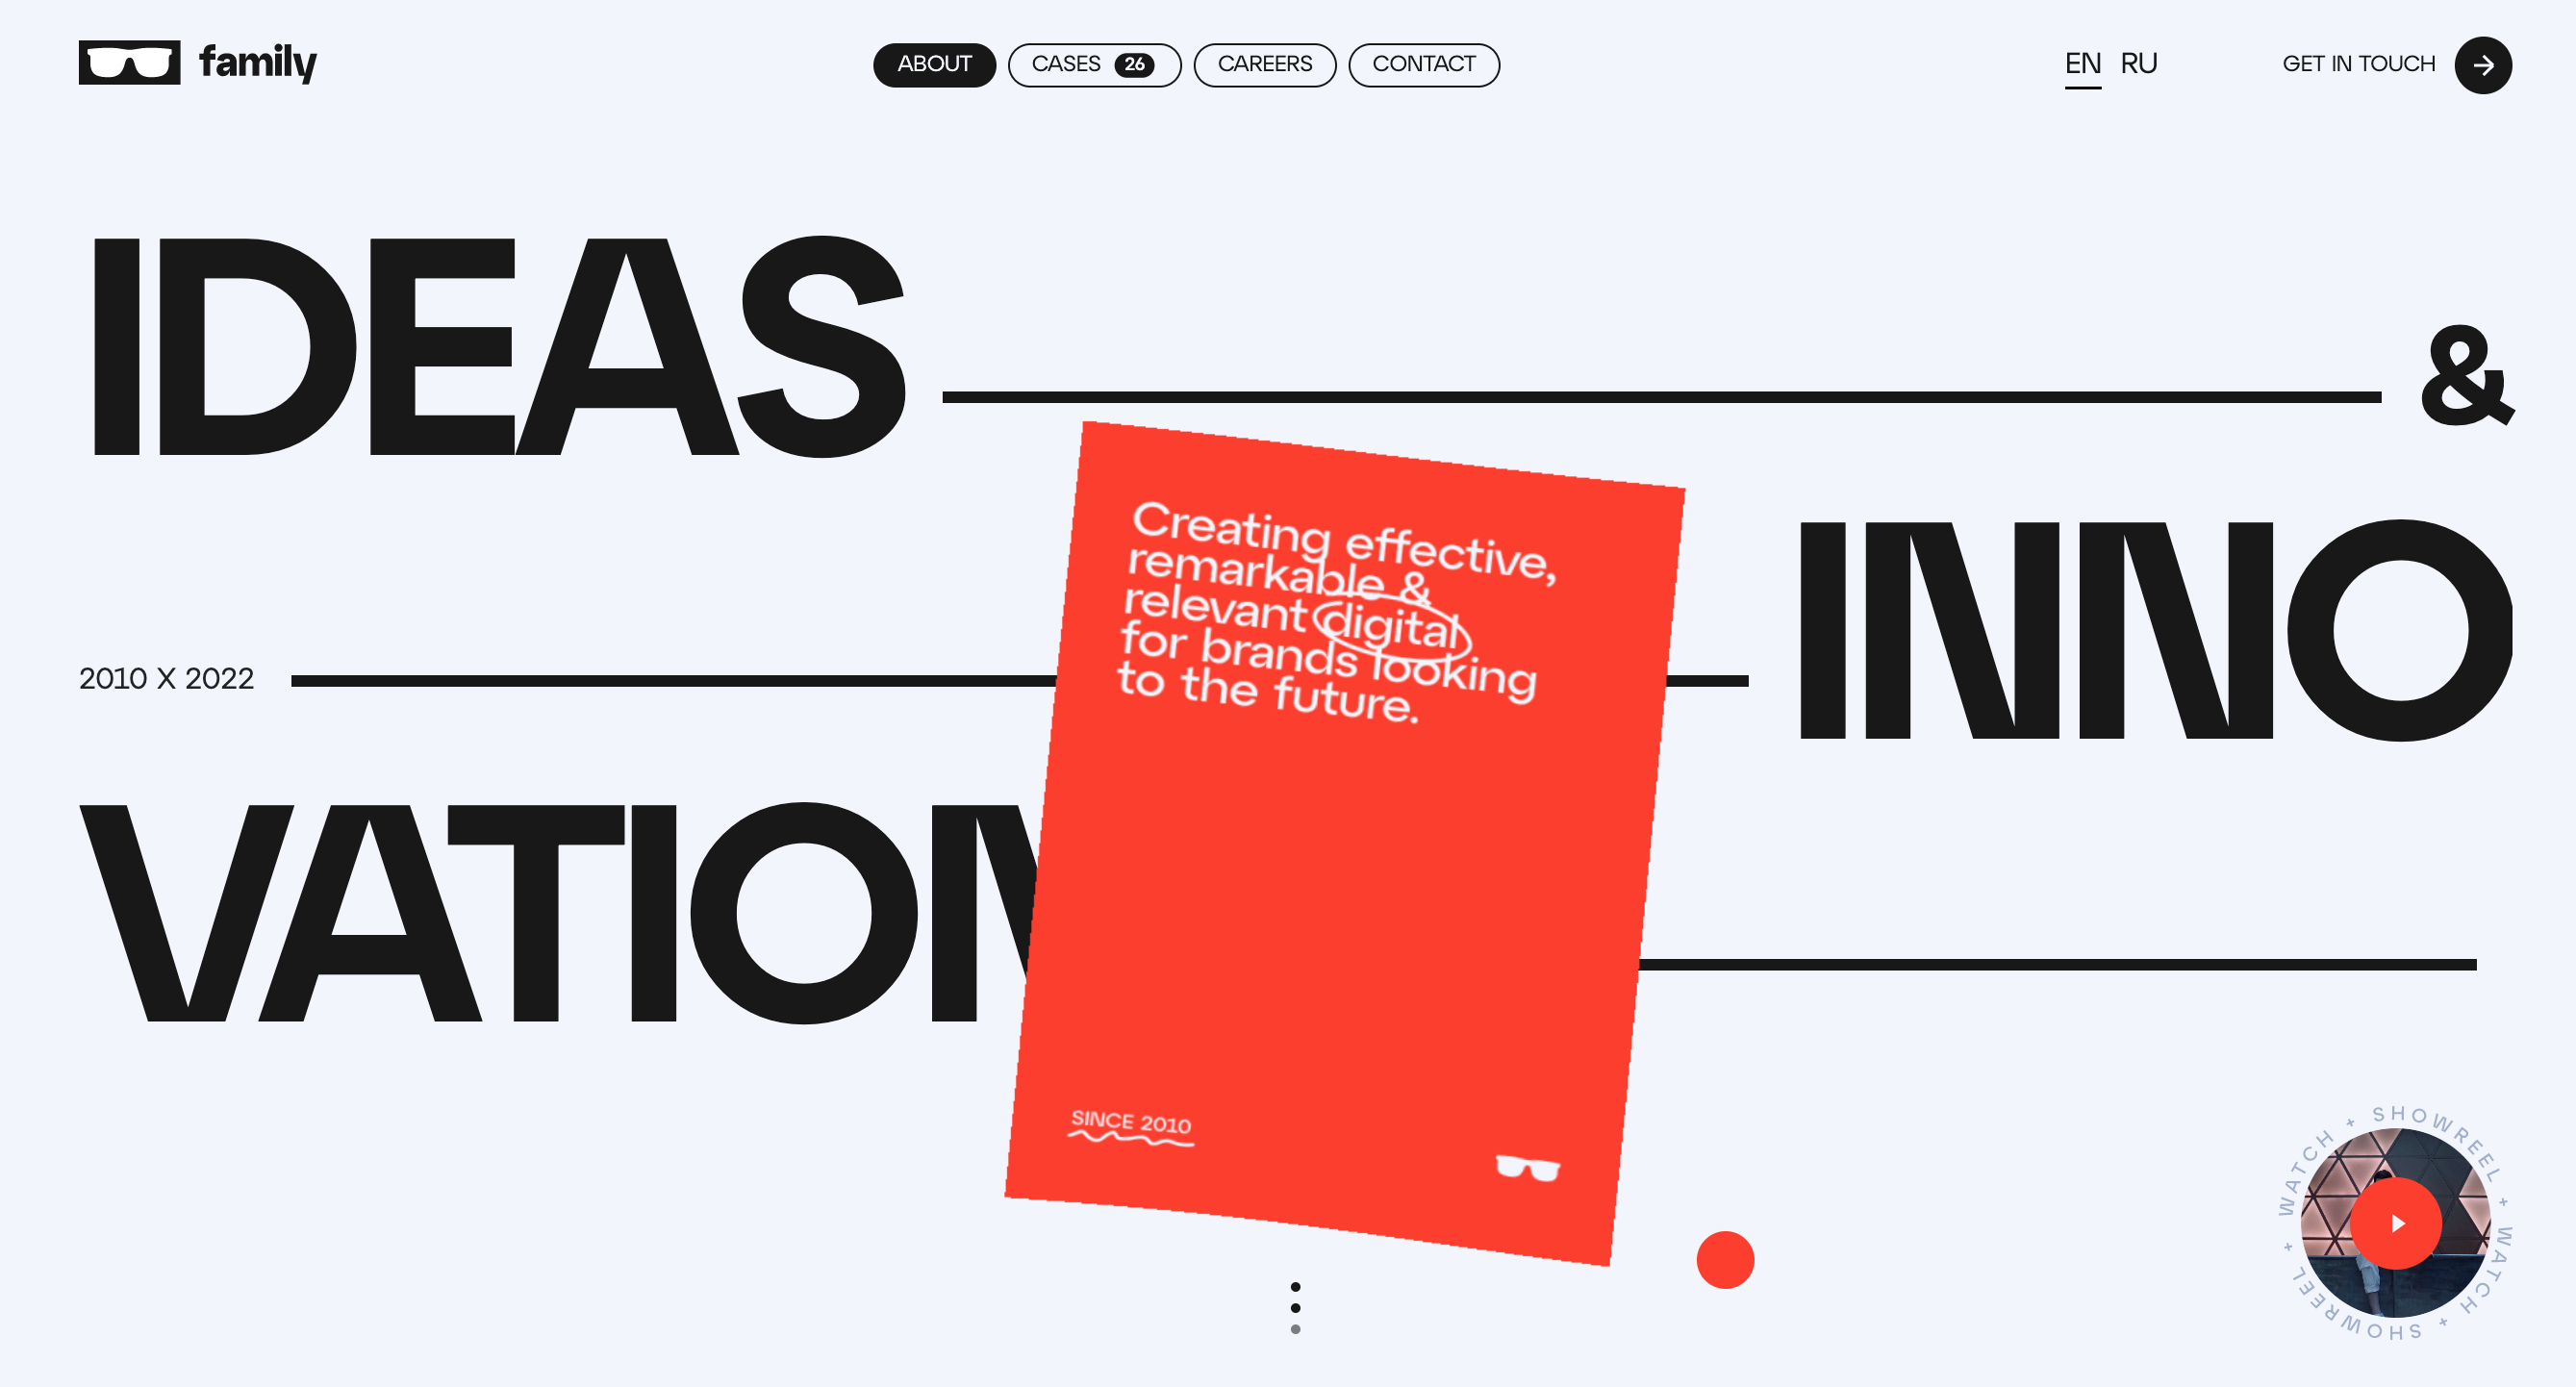 family
ABOUT
CASES 26
CAREERS
CONTACT
EN RU
GET IN TOUCH
IDEAS &
Creating effective,
remarkable &
relevant digital
for brands looking
to the future.
INNO
2010 X 2022
VATION
SINCE 2010
WATCH + SHOWREEL + WATCH + SHOWREEL +